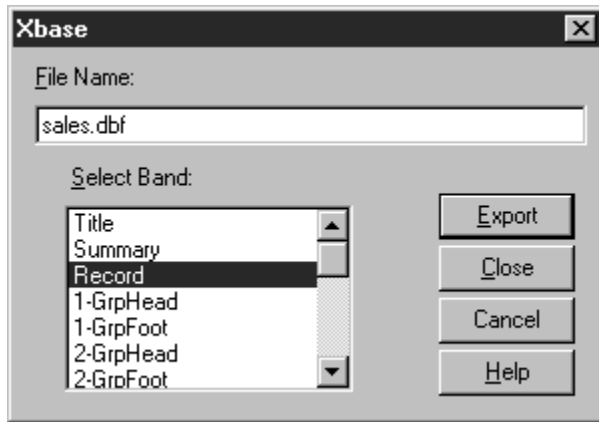 Xbase
File Name:
sales.dbf
Select Band:
Title
Summary
Record
1-GrpHead
1-GrpFoot
2-GrpHead
2-GrpFoot
Export
Close
Cancel
Help